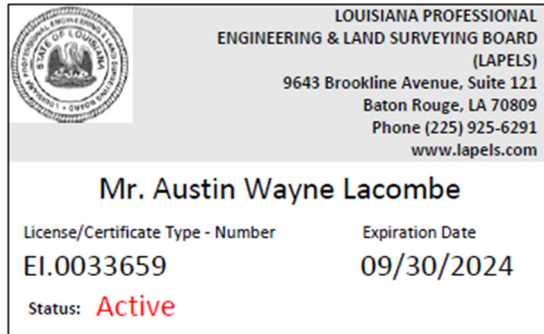 LOUISIANA PROFESSIONAL
ENGINEERING & LAND SURVEYING BOARD
(LAPELS)
9643 Brookline Avenue, Suite 121
Baton Rouge, LA 70809
Phone (225) 925-6291
www.lapels.com
STATE OF LOUISIANA
Mr. Austin Wayne Lacombe
License/Certificate Type - Number
Expiration Date
EI.0033659
09/30/2024
Status: Active